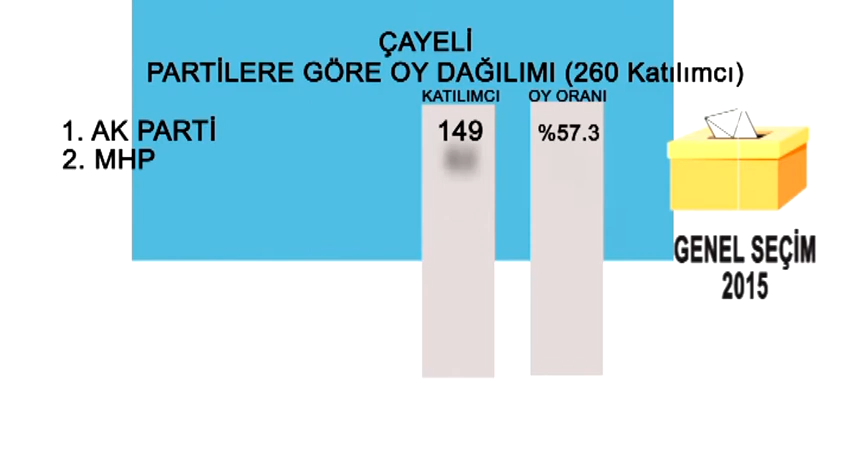 ÇAYELİ
PARTİLERE GÖRE OY DAĞILIMI (260 Katılımcı)
KATILIMCI OY ORANI
1. AK PARTİ 149 %57.3
2. MHP
GENEL SEÇİM
2015